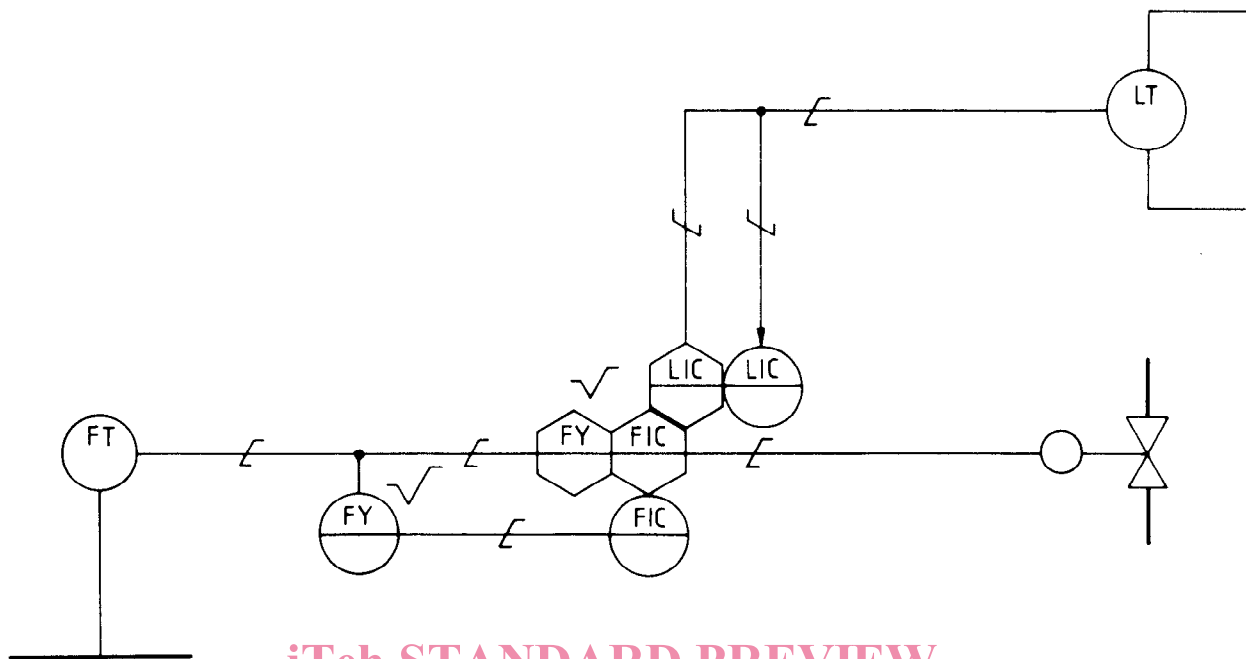 LT
LIC LIC
FT FY FIC
FY FIC
iTeh STANDARD PREVIEW